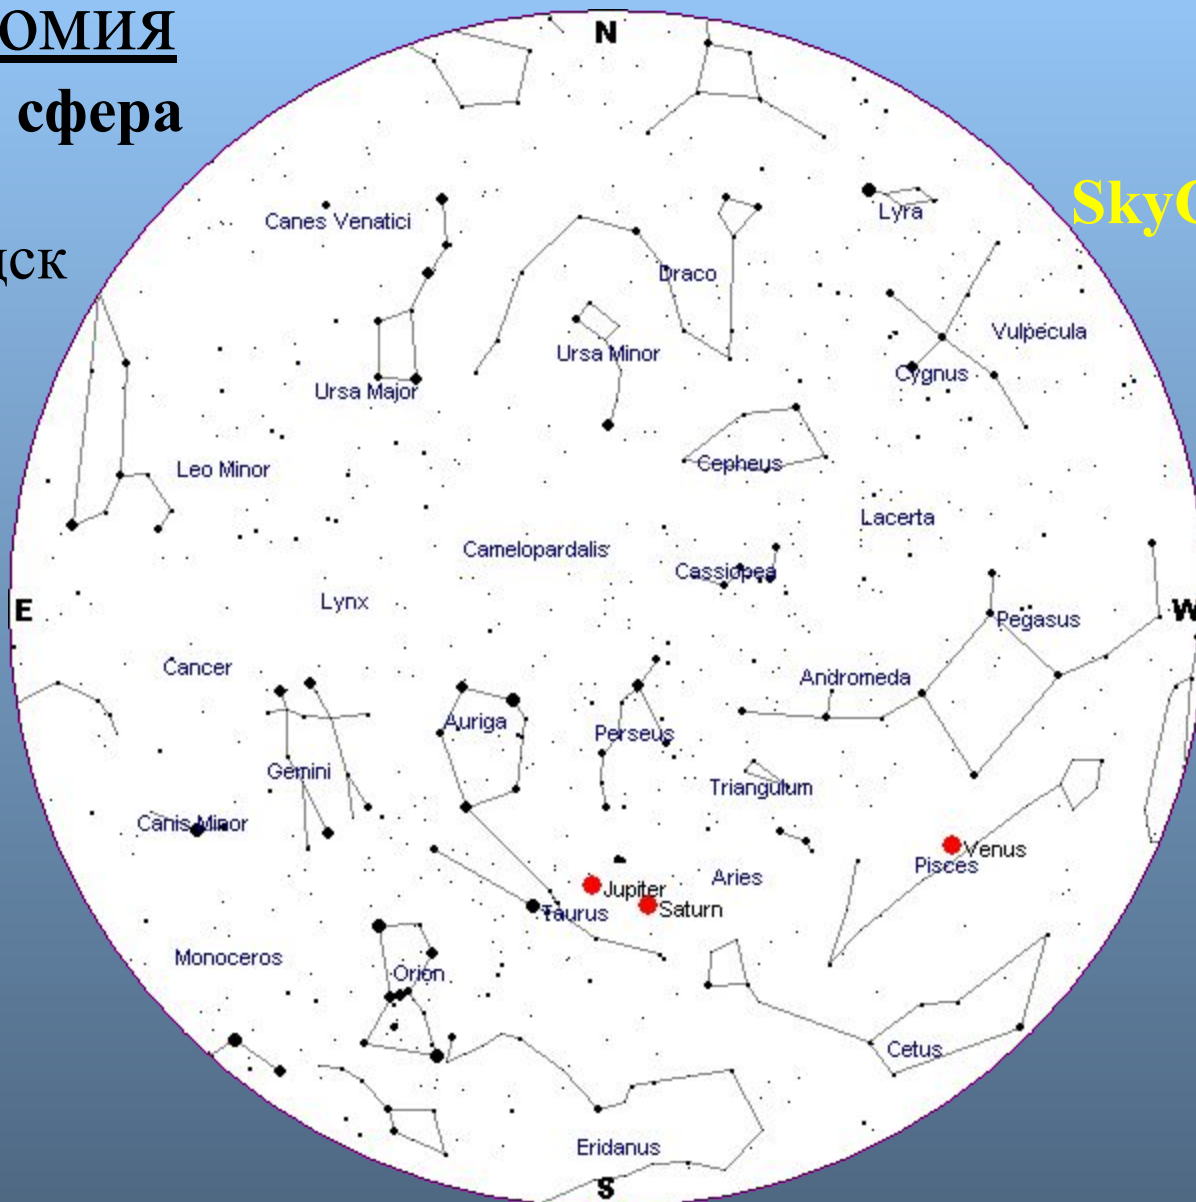 ОМИЯ
сфера
цск
SkyG
N
Canes Venatici
Lyra
Draco
Ursa Minor
Vulpecula
Ursa Major
Cygnus
Leo Minor
Cepheus
Lacerta
Camelopardalis
Cassiopea
Lynx
E
W
Pegasus
Cancer
Andromeda
Auriga
Perseus
Gemini
Triangulum
Canis Minor
Venus
Pisces
Jupiter
Aries
Saturn
Taurus
Monoceros
Orion
Cetus
Eridanus
S